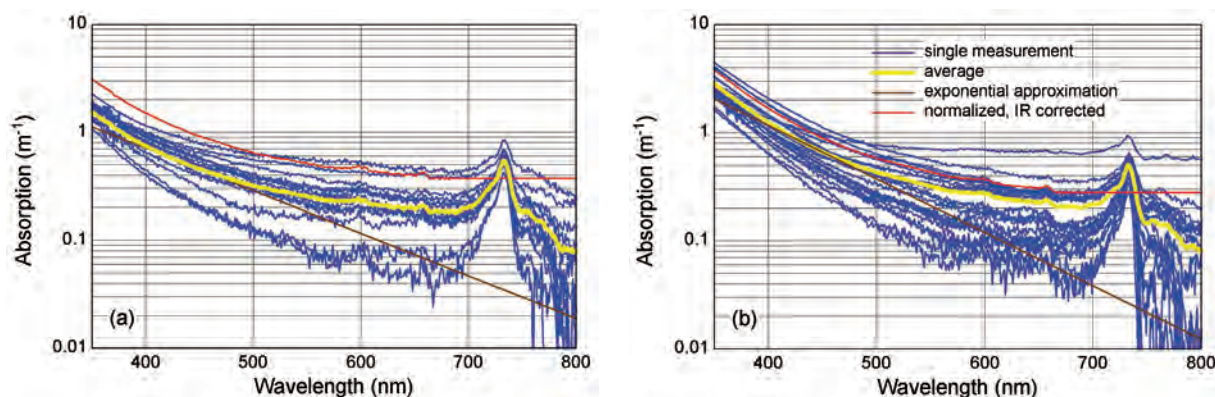 10
1
0.1
0.01
Absorption (m⁻¹)
(a)
400 500 600 700 800
Wavelength (nm)
10
1
0.1
0.01
Absorption (m⁻¹)
single measurement
average
exponential approximation
normalized, IR corrected
(b)
400 500 600 700 800
Wavelength (nm)